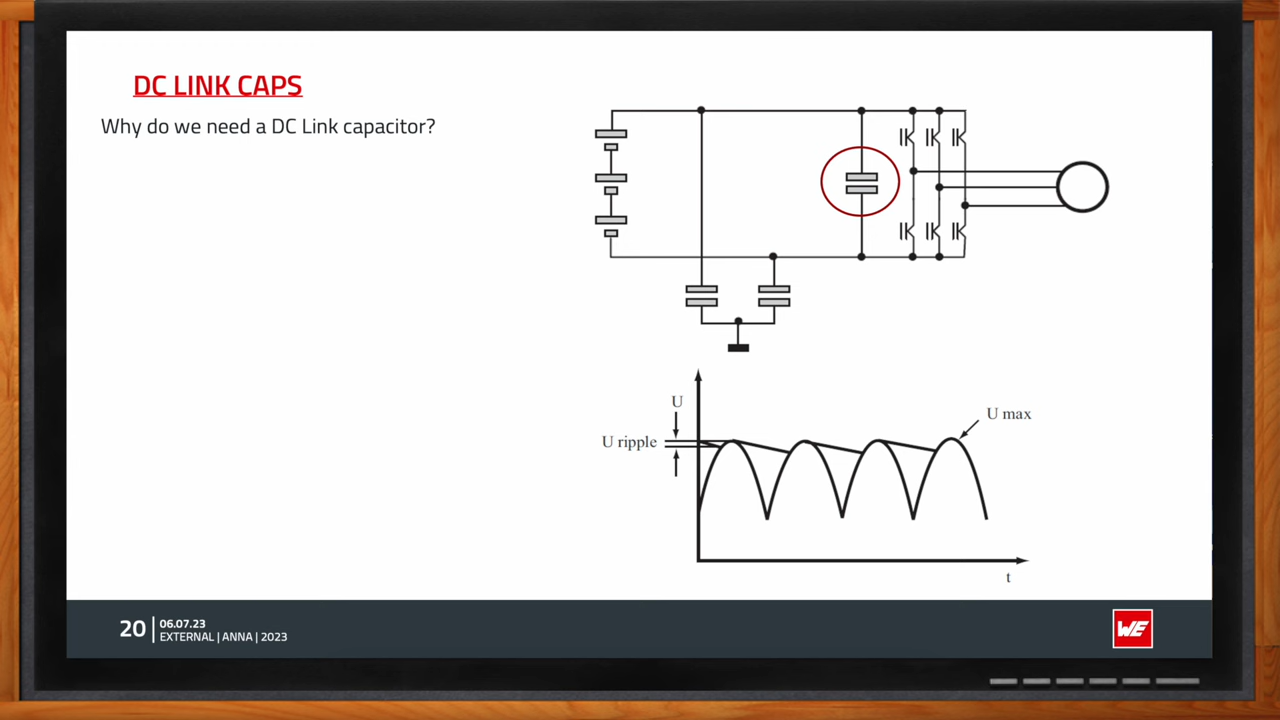 DC LINK CAPS
Why do we need a DC Link capacitor?
U
U max
U ripple
t
20
06.07.23
EXTERNAL | ANNA | 2023
WE